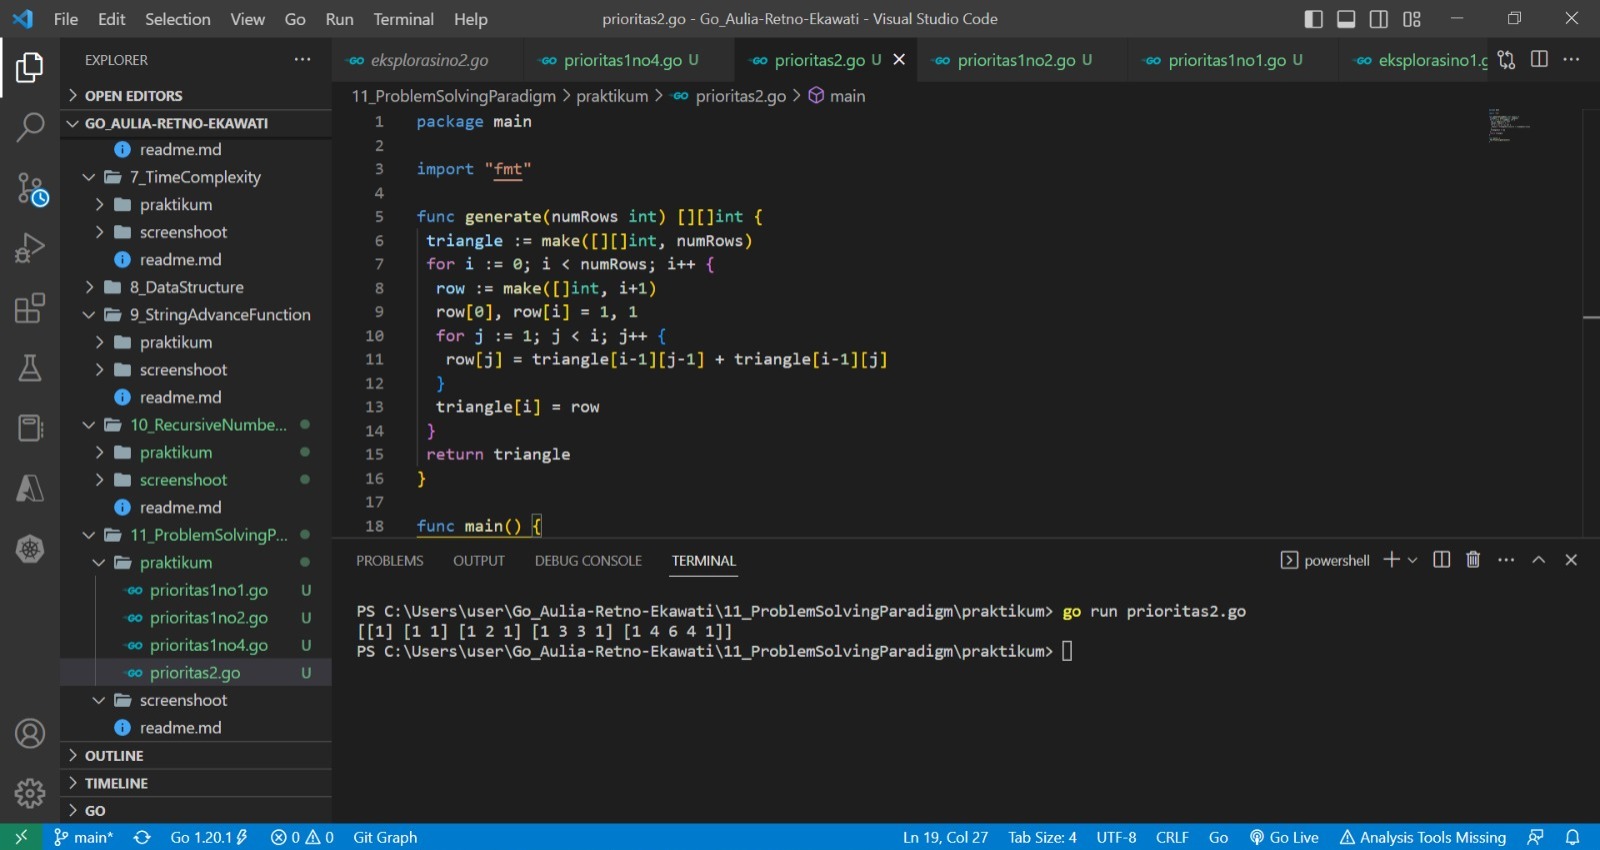 File Edit Selection View Go Run Terminal Help prioritas2.go - Go_Aulia-Retno-Ekawati - Visual Studio Code
EXPLORER
OPEN EDITORS
GO_AULIA-RETNO-EKAWATI
readme.md
7_TimeComplexity
praktikum
screenshoot
readme.md
8_DataStructure
9_StringAdvanceFunction
praktikum
screenshoot
readme.md
10_RecursiveNumbe...
praktikum
screenshoot
readme.md
11_ProblemSolvingP...
praktikum
prioritas1no1.go U
prioritas1no2.go U
prioritas1no4.go U
prioritas2.go U
screenshoot
readme.md
OUTLINE
TIMELINE
GO
eksplorasino2.go prioritas1no4.go U prioritas2.go U prioritas1no2.go U prioritas1no1.go U eksplorasino1.g
11_ProblemSolvingParadigm > praktikum > prioritas2.go > main
1 package main
2
3 import "fmt"
4
5 func generate(numRows int) [][]int {
6 triangle := make([][]int, numRows)
7 for i := 0; i < numRows; i++ {
8 row := make([]int, i+1)
9 row[0], row[i] = 1, 1
10 for j := 1; j < i; j++ {
11 row[j] = triangle[i-1][j-1] + triangle[i-1][j]
12 }
13 triangle[i] = row
14 }
15 return triangle
16 }
17
18 func main() {
PROBLEMS OUTPUT DEBUG CONSOLE TERMINAL powershell
PS C:\Users\user\Go_Aulia-Retno-Ekawati\11_ProblemSolvingParadigm\praktikum> go run prioritas2.go
[[1] [1 1] [1 2 1] [1 3 3 1] [1 4 6 4 1]]
PS C:\Users\user\Go_Aulia-Retno-Ekawati\11_ProblemSolvingParadigm\praktikum>
main* Go 1.20.1 0 0 Git Graph Ln 19, Col 27 Tab Size: 4 UTF-8 CRLF Go Go Live Analysis Tools Missing